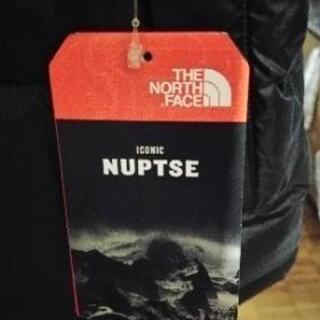 THE
NORTH
FACE
ICONIC
NUPTSE